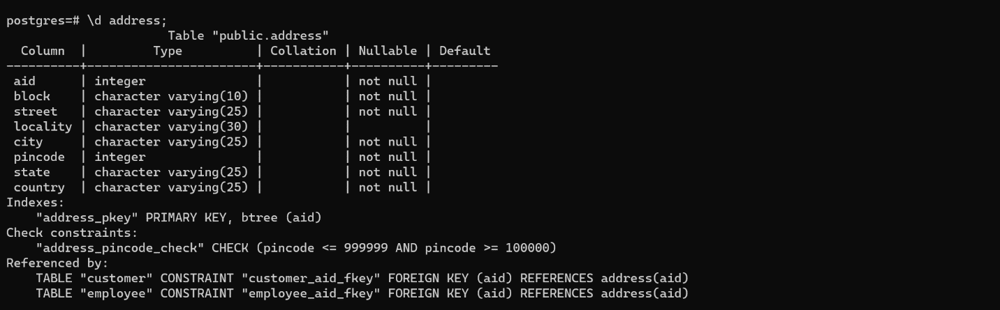 postgres=# \d address;
                      Table "public.address"
  Column  |         Type          | Collation | Nullable | Default
----------+-----------------------+-----------+----------+---------
 aid      | integer               |           | not null |
 block    | character varying(10) |           | not null |
 street   | character varying(25) |           | not null |
 locality | character varying(30) |           |          |
 city     | character varying(25) |           | not null |
 pincode  | integer               |           | not null |
 state    | character varying(25) |           | not null |
 country  | character varying(25) |           | not null |
Indexes:
    "address_pkey" PRIMARY KEY, btree (aid)
Check constraints:
    "address_pincode_check" CHECK (pincode <= 999999 AND pincode >= 100000)
Referenced by:
    TABLE "customer" CONSTRAINT "customer_aid_fkey" FOREIGN KEY (aid) REFERENCES address(aid)
    TABLE "employee" CONSTRAINT "employee_aid_fkey" FOREIGN KEY (aid) REFERENCES address(aid)